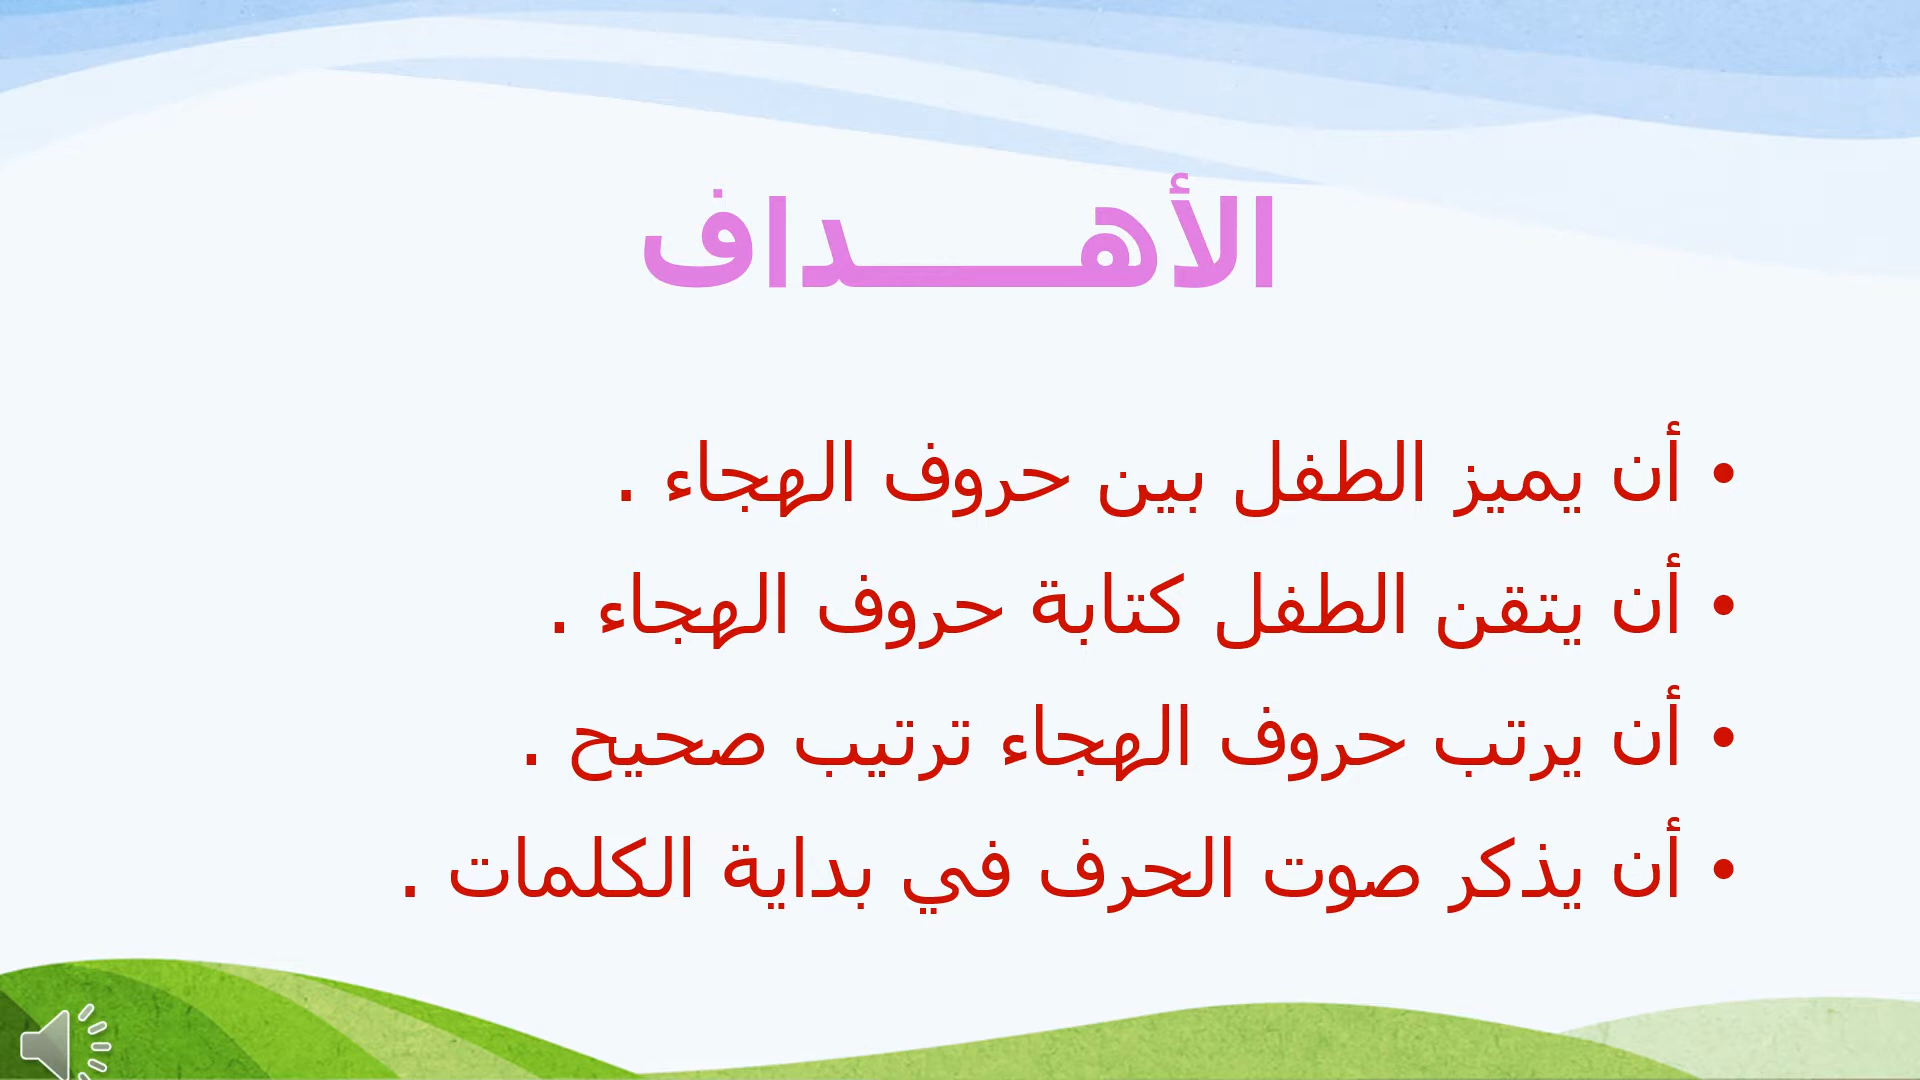 الأهــــــداف
• أن يميز الطفل بين حروف الهجاء .
• أن يتقن الطفل كتابة حروف الهجاء .
• أن يرتب حروف الهجاء ترتيب صحيح .
• أن يذكر صوت الحرف في بداية الكلمات .